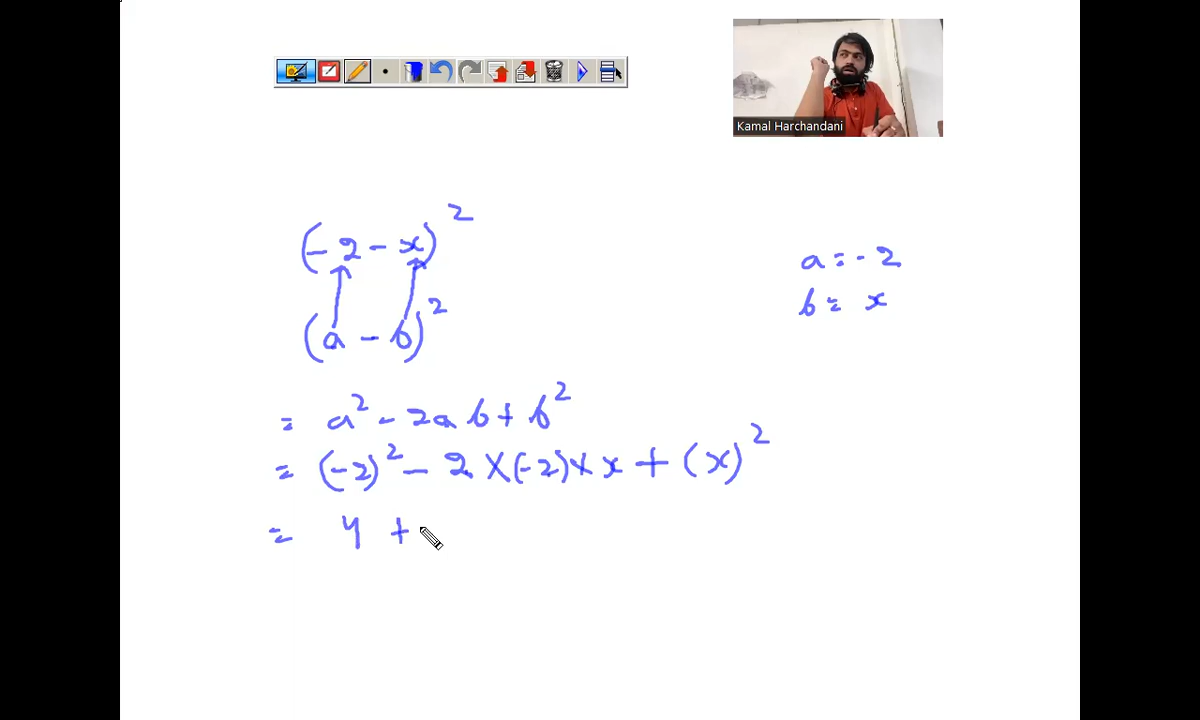 Kamal Harchandani
(-2-x)²
a=-2
b= x
(a-b)²
= a²-2ab+b²
= (-2)²-2×(-2)×x+(x)²
= 4 +